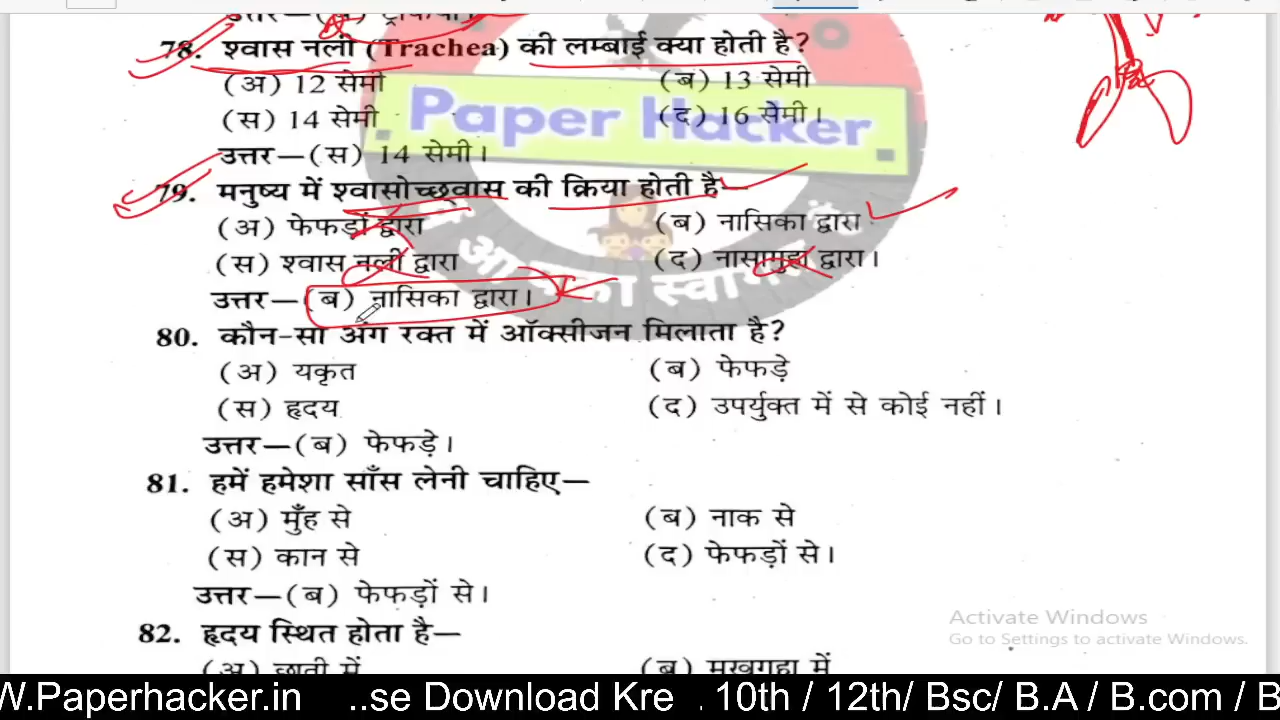 78. श्वास नली (Trachea) की लम्बाई क्या होती है?
(अ) 12 सेमी (ब) 13 सेमी
(स) 14 सेमी (द) 16 सेमी।
Paper Hacker
उत्तर—(स) 14 सेमी।
79. मनुष्य में श्वासोच्छ्वास की क्रिया होती है—
(अ) फेफड़ों द्वारा (ब) नासिका द्वारा
(स) श्वास नली द्वारा (द) नासागुहा द्वारा।
का स्वागत
उत्तर—(ब) नासिका द्वारा।
80. कौन-सा अंग रक्त में ऑक्सीजन मिलाता है?
(अ) यकृत (ब) फेफड़े
(स) हृदय (द) उपर्युक्त में से कोई नहीं।
उत्तर—(ब) फेफड़े।
81. हमें हमेशा साँस लेनी चाहिए—
(अ) मुँह से (ब) नाक से
(स) कान से (द) फेफड़ों से।
उत्तर—(ब) फेफड़ों से।
Activate Windows
Go to Settings to activate Windows.
82. हृदय स्थित होता है—
(अ) छाती में (ब) मुखगुहा में
W.Paperhacker.in ..se Download Kre . 10th / 12th/ Bsc/ B.A / B.com / B